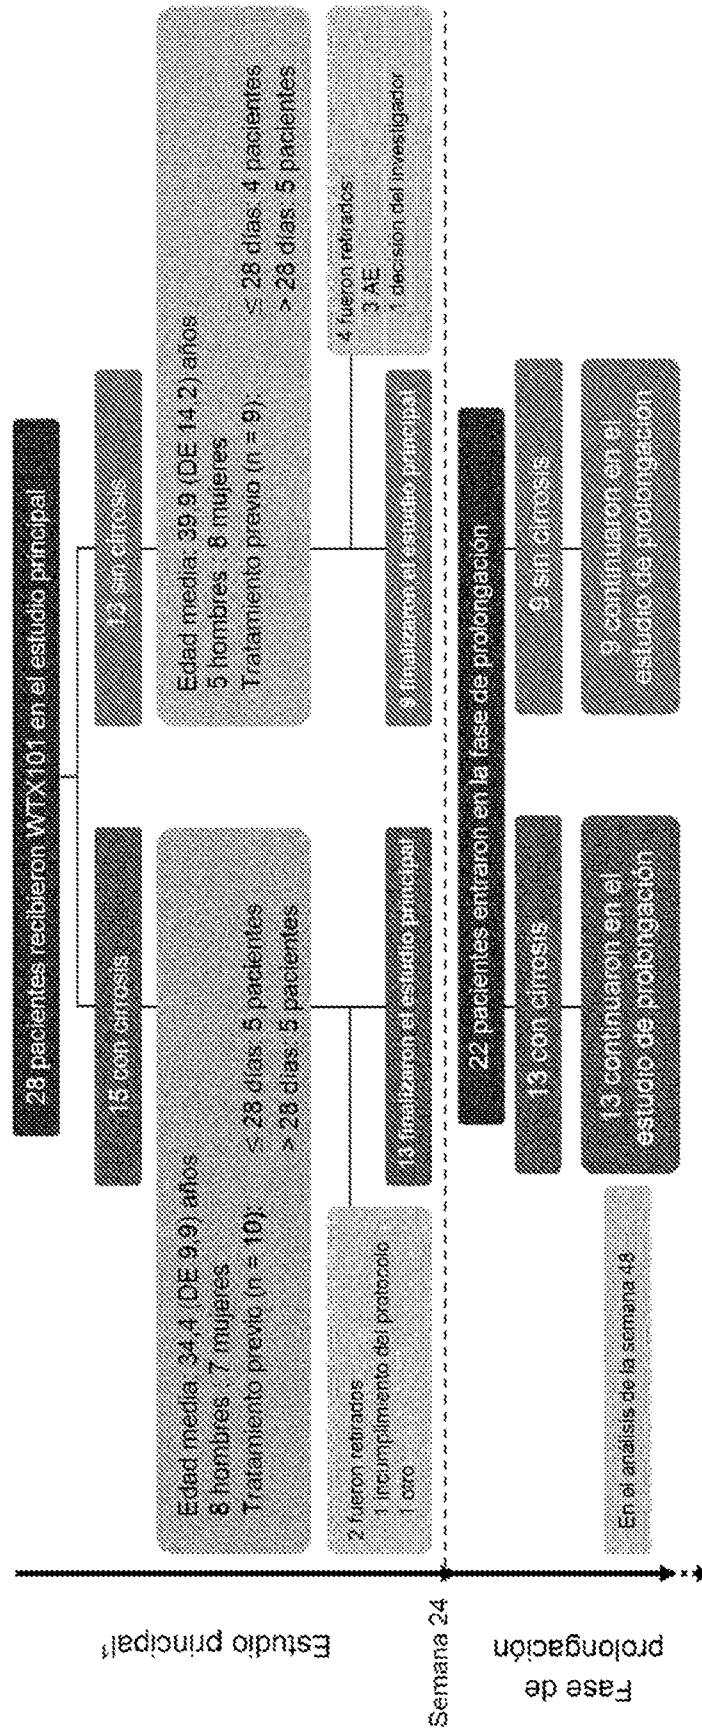 28 pacientes recibieron WTX101 en el estudio principal
15 con cirrosis
13 sin cirrosis
Edad media: 34,4 (DE 9,9) años
8 hombres : 7 mujeres
Tratamiento previo (n = 10):
≤ 28 días: 5 pacientes
> 28 días: 5 pacientes
Edad media: 39,9 (DE 14,2) años
5 hombres : 8 mujeres
Tratamiento previo (n = 9):
≤ 28 días: 4 pacientes
> 28 días: 5 pacientes
2 fueron retirados
1 incumplimiento del protocolo
1 otro
4 fueron retirados:
3 AE
1 decisión del investigador
13 finalizaron el estudio principal
9 finalizaron el estudio principal
Estudio principal¹
Semana 24
22 pacientes entraron en la fase de prolongación
13 con cirrosis
9 sin cirrosis
13 continuaron en el
estudio de prolongación
9 continuaron en el
estudio de prolongación
En el análisis de la semana 48
Fase de
prolongación